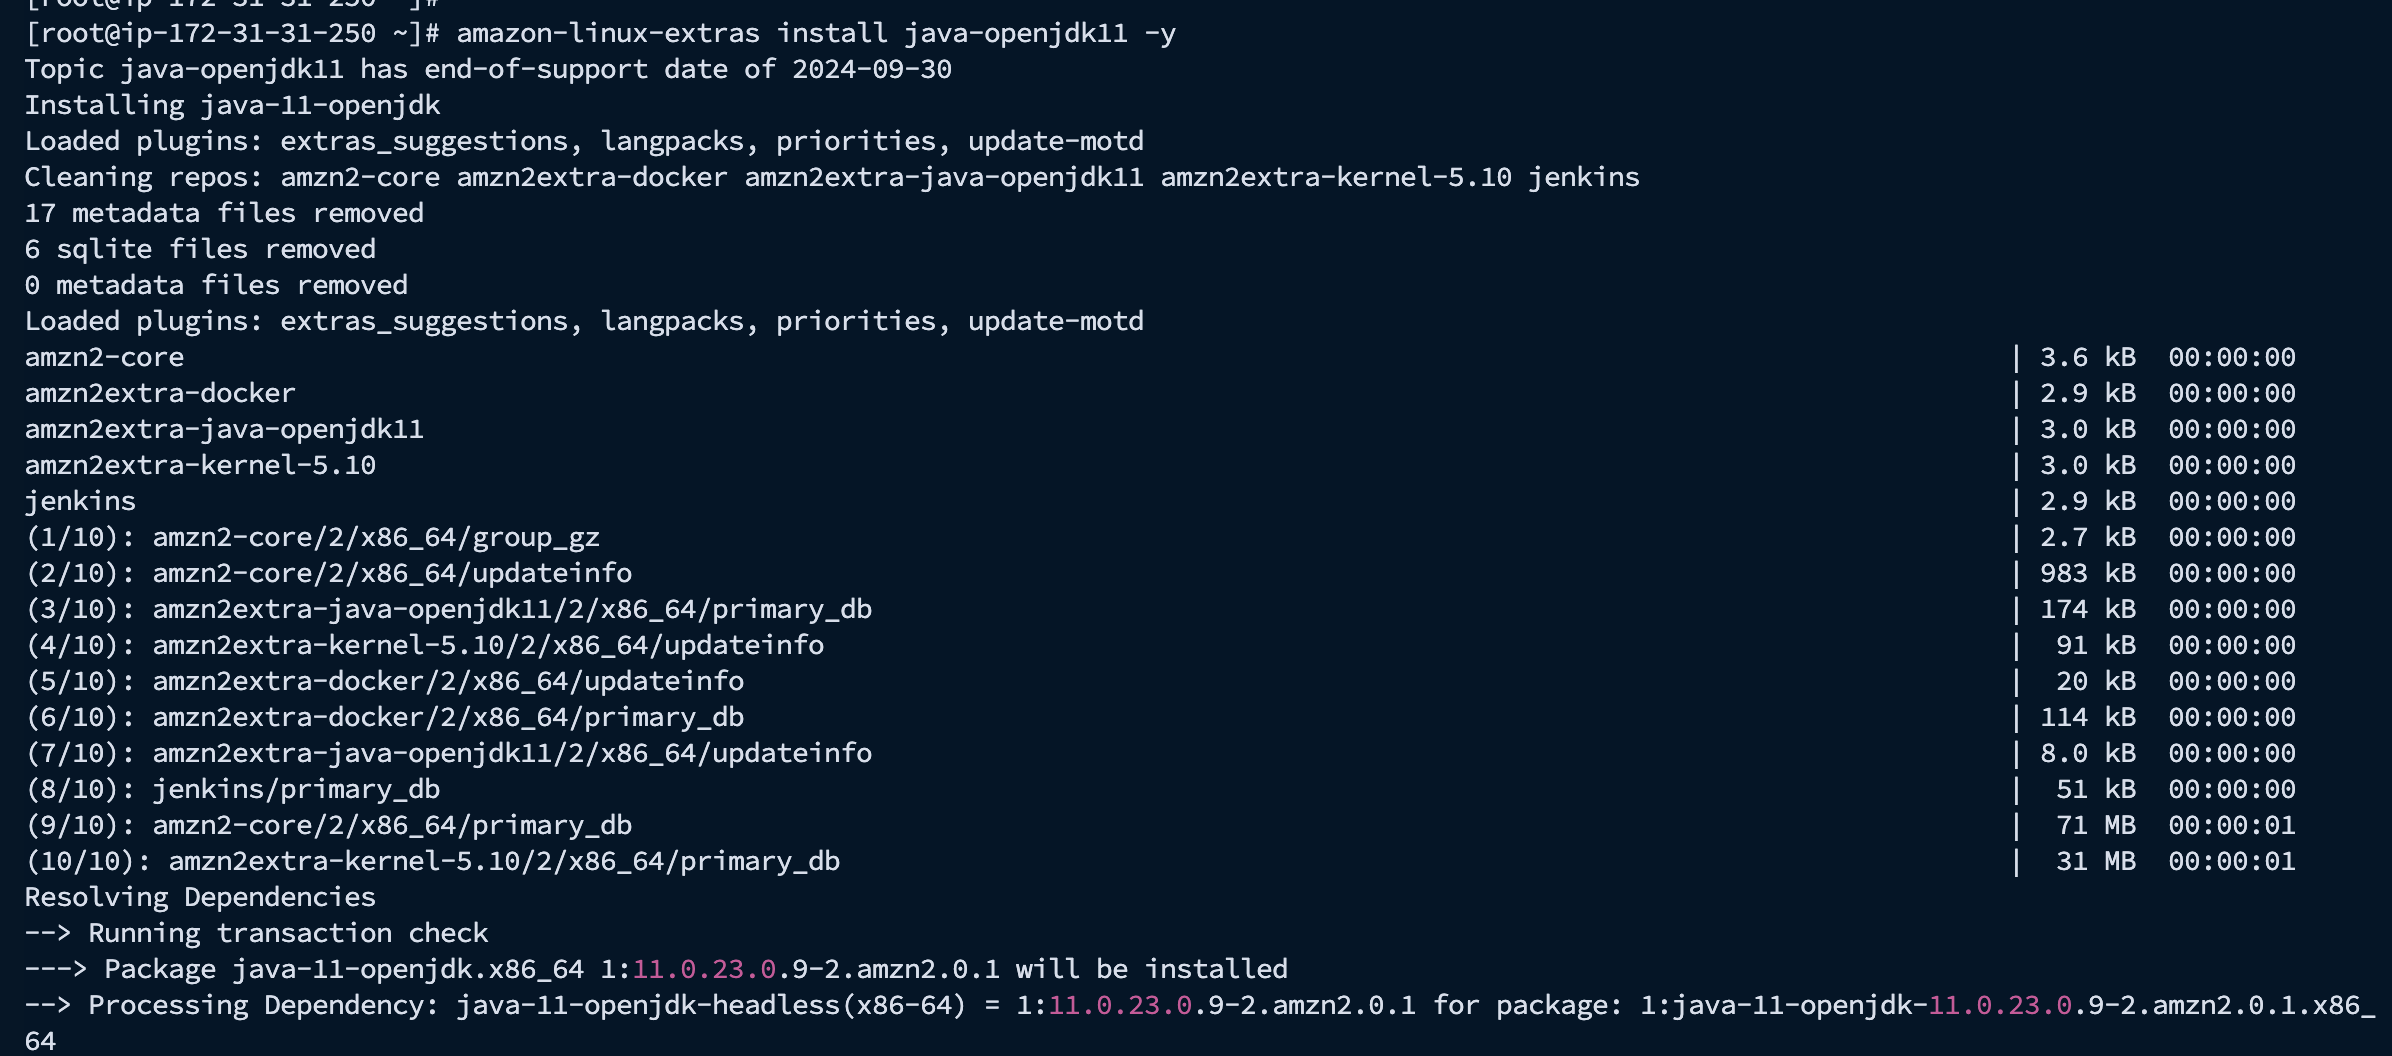 [root@ip-172-31-31-250 ~]#
[root@ip-172-31-31-250 ~]# amazon-linux-extras install java-openjdk11 -y
Topic java-openjdk11 has end-of-support date of 2024-09-30
Installing java-11-openjdk
Loaded plugins: extras_suggestions, langpacks, priorities, update-motd
Cleaning repos: amzn2-core amzn2extra-docker amzn2extra-java-openjdk11 amzn2extra-kernel-5.10 jenkins
17 metadata files removed
6 sqlite files removed
0 metadata files removed
Loaded plugins: extras_suggestions, langpacks, priorities, update-motd
amzn2-core | 3.6 kB 00:00:00
amzn2extra-docker | 2.9 kB 00:00:00
amzn2extra-java-openjdk11 | 3.0 kB 00:00:00
amzn2extra-kernel-5.10 | 3.0 kB 00:00:00
jenkins | 2.9 kB 00:00:00
(1/10): amzn2-core/2/x86_64/group_gz | 2.7 kB 00:00:00
(2/10): amzn2-core/2/x86_64/updateinfo | 983 kB 00:00:00
(3/10): amzn2extra-java-openjdk11/2/x86_64/primary_db | 174 kB 00:00:00
(4/10): amzn2extra-kernel-5.10/2/x86_64/updateinfo | 91 kB 00:00:00
(5/10): amzn2extra-docker/2/x86_64/updateinfo | 20 kB 00:00:00
(6/10): amzn2extra-docker/2/x86_64/primary_db | 114 kB 00:00:00
(7/10): amzn2extra-java-openjdk11/2/x86_64/updateinfo | 8.0 kB 00:00:00
(8/10): jenkins/primary_db | 51 kB 00:00:00
(9/10): amzn2-core/2/x86_64/primary_db | 71 MB 00:00:01
(10/10): amzn2extra-kernel-5.10/2/x86_64/primary_db | 31 MB 00:00:01
Resolving Dependencies
--> Running transaction check
---> Package java-11-openjdk.x86_64 1:11.0.23.0.9-2.amzn2.0.1 will be installed
--> Processing Dependency: java-11-openjdk-headless(x86-64) = 1:11.0.23.0.9-2.amzn2.0.1 for package: 1:java-11-openjdk-11.0.23.0.9-2.amzn2.0.1.x86_
64